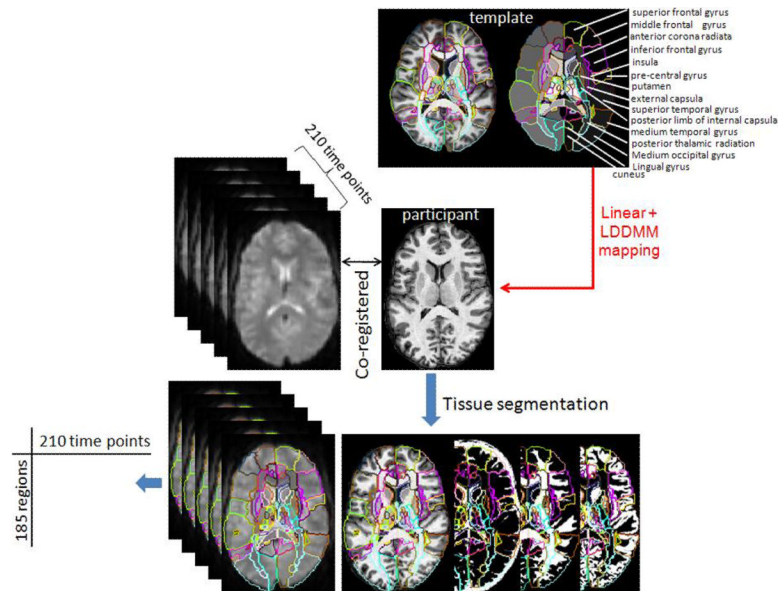 template
superior frontal gyrus
middle frontal gyrus
anterior corona radiata
inferior frontal gyrus
insula
pre-central gyrus
putamen
external capsula
superior temporal gyrus
posterior limb of internal capsula
medium temporal gyrus
posterior thalamic radiation
Medium occipital gyrus
Lingual gyrus
cuneus
210 time points
participant
Linear +
LDDMM
mapping
Co-registered
Tissue segmentation
210 time points
185 regions